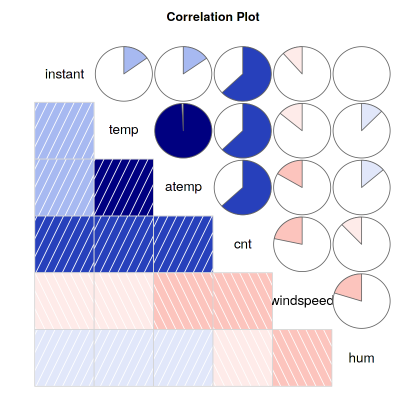 Correlation Plot
instant
temp
atemp
cnt
windspeed
hum